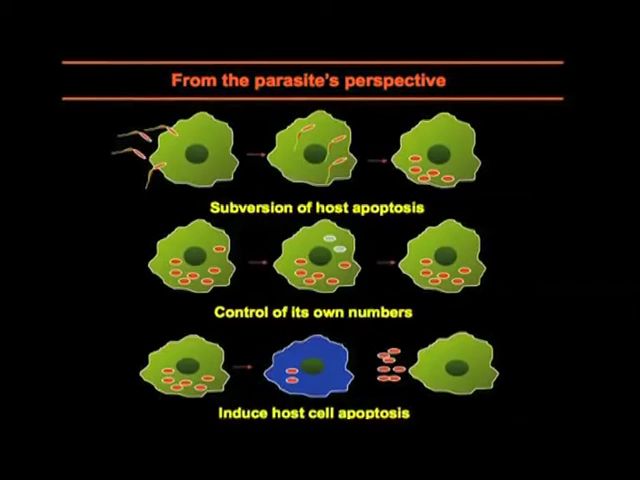 From the parasite's perspective
Subversion of host apoptosis
Control of its own numbers
Induce host cell apoptosis